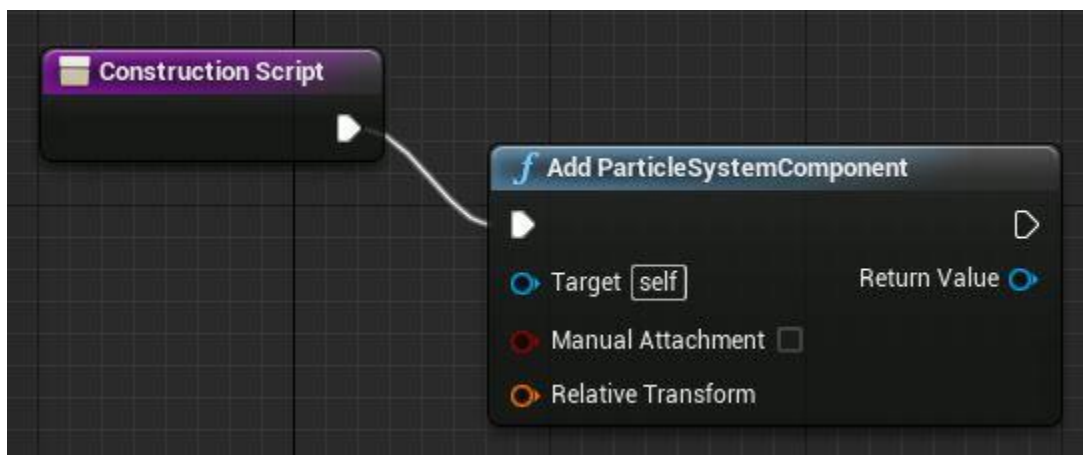 Construction Script
f Add ParticleSystemComponent
Target self
Return Value
Manual Attachment
Relative Transform